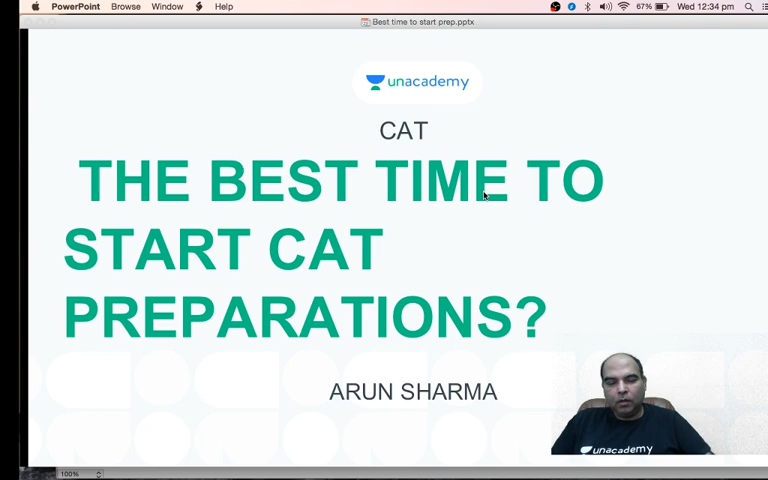 PowerPoint Browse Window Help 67% Wed 12:34 pm
Best time to start prep.pptx
unacademy
CAT
THE BEST TIME TO
START CAT
PREPARATIONS?
ARUN SHARMA
unacademy
100%